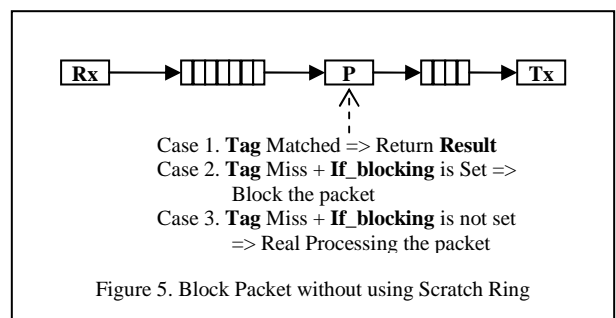 Rx P Tx
Case 1. Tag Matched => Return Result
Case 2. Tag Miss + If_blocking is Set =>
Block the packet
Case 3. Tag Miss + If_blocking is not set
=> Real Processing the packet
Figure 5. Block Packet without using Scratch Ring